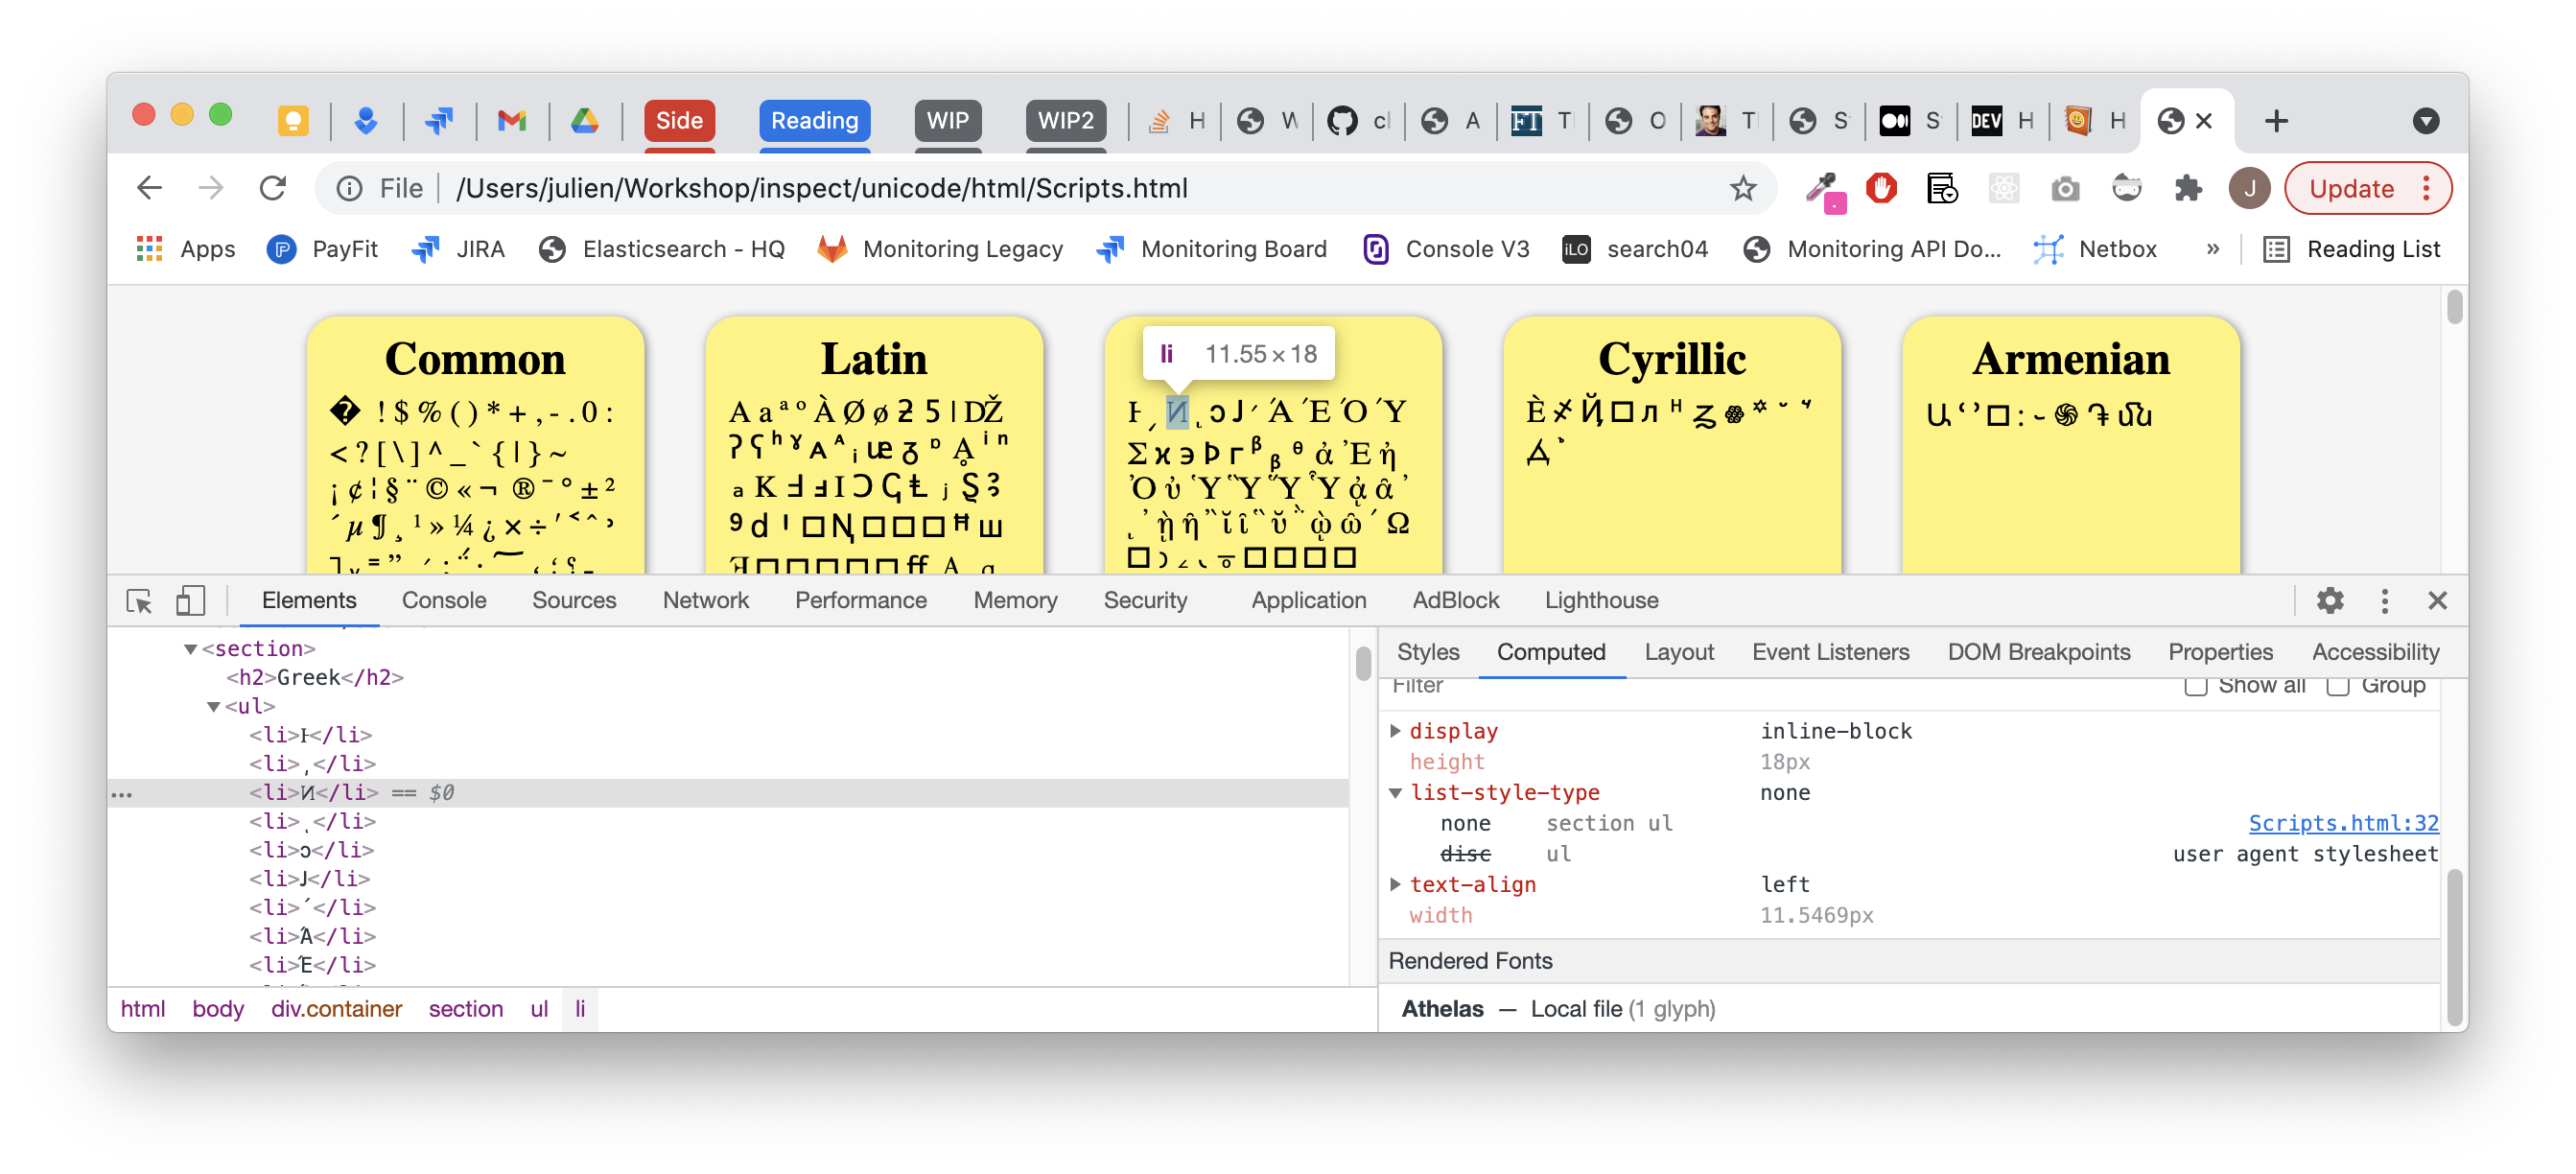 Side
Reading
WIP
WIP2
H
W
cl
A
FT T
O
T
S
S
DEV H
H
File
/Users/julien/Workshop/inspect/unicode/html/Scripts.html
J
Update
Apps
PayFit
JIRA
Elasticsearch - HQ
Monitoring Legacy
Monitoring Board
Console V3
iLO search04
Monitoring API Do...
Netbox
»
Reading List
Common
� ! $ % ( ) * + , - . 0 :
< ? [ \ ] ^ _ ` { | } ~
¡ ¢ ¦ § ¨ © « ¬ ® ¯ ° ± ²
Latin
li 11.55 × 18
Cyrillic
Armenian
Elements
Console
Sources
Network
Performance
Memory
Security
Application
AdBlock
Lighthouse
<section>
<h2>Greek</h2>
<ul>
<li>Ͱ</li>
<li>͵</li>
<li>Ͷ</li> == $0
<li>ͺ</li>
<li>ͻ</li>
<li>Ϳ</li>
<li>΄</li>
<li>Ά</li>
<li>Έ</li>
html body div.container section ul li
Styles
Computed
Layout
Event Listeners
DOM Breakpoints
Properties
Accessibility
Filter
Show all
Group
display inline-block
height 18px
list-style-type none
none section ul Scripts.html:32
disc ul user agent stylesheet
text-align left
width 11.5469px
Rendered Fonts
Athelas — Local file (1 glyph)